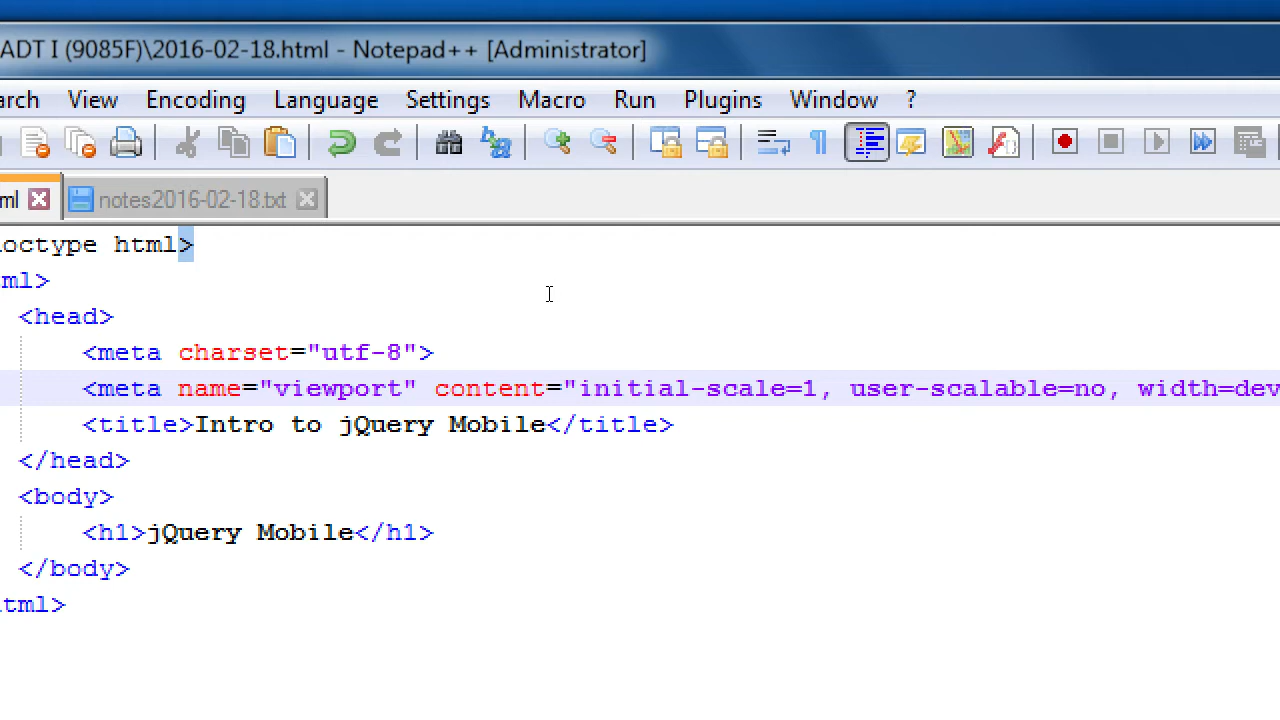 ADT I (9085F)\2016-02-18.html - Notepad++ [Administrator]
arch View Encoding Language Settings Macro Run Plugins Window ?
ml notes2016-02-18.txt
octype html>
ml>
<head>
<meta charset="utf-8">
<meta name="viewport" content="initial-scale=1, user-scalable=no, width=dev
<title>Intro to jQuery Mobile</title>
</head>
<body>
<h1>jQuery Mobile</h1>
</body>
tml>